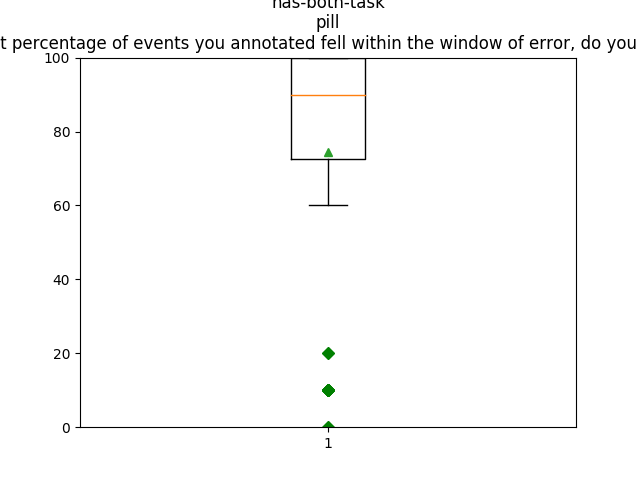 has-both-task
pill
t percentage of events you annotated fell within the window of error, do you
100
80
60
40
20
0
1